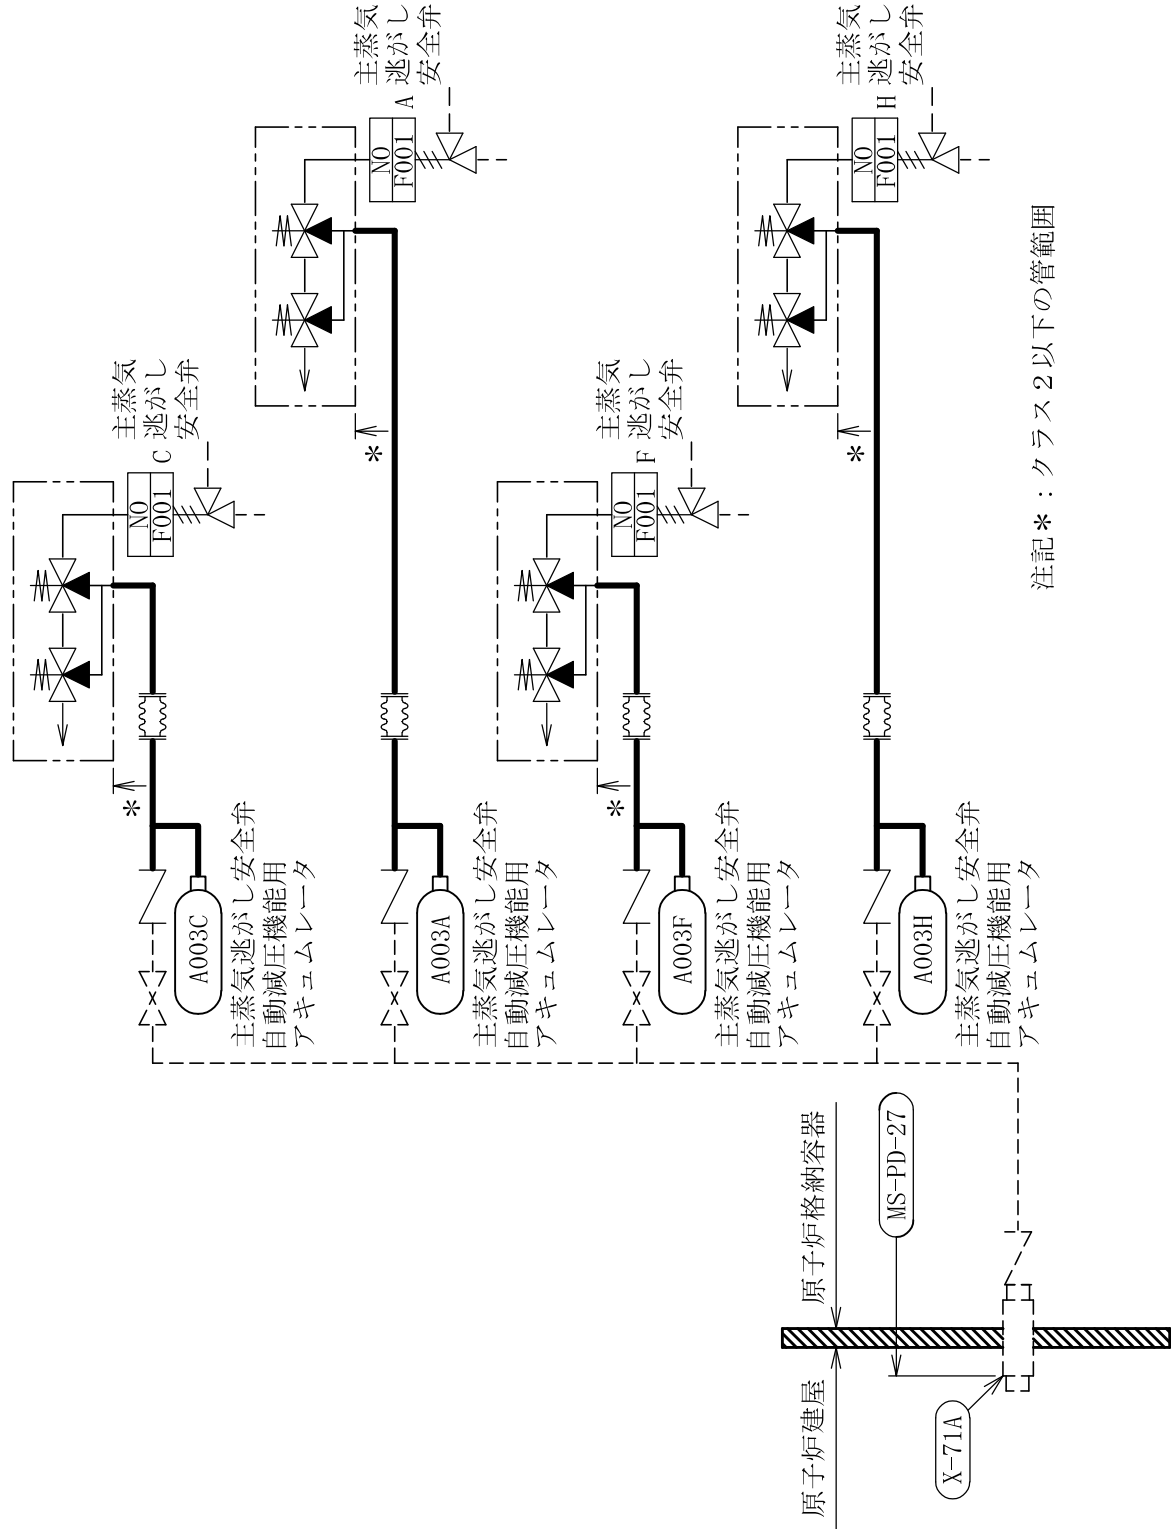 主蒸気
逃がし
安全弁
C
NO
F001
主蒸気逃がし安全弁
自動減圧機能用
アキュムレータ
A003C
*
主蒸気
逃がし
安全弁
A
NO
F001
主蒸気逃がし安全弁
自動減圧機能用
アキュムレータ
A003A
*
主蒸気
逃がし
安全弁
F
NO
F001
主蒸気逃がし安全弁
自動減圧機能用
アキュムレータ
A003F
*
主蒸気
逃がし
安全弁
H
NO
F001
主蒸気逃がし安全弁
自動減圧機能用
アキュムレータ
A003H
*
原子炉建屋
原子炉格納容器
MS-PD-27
X-71A
注記*：クラス2以下の管範囲